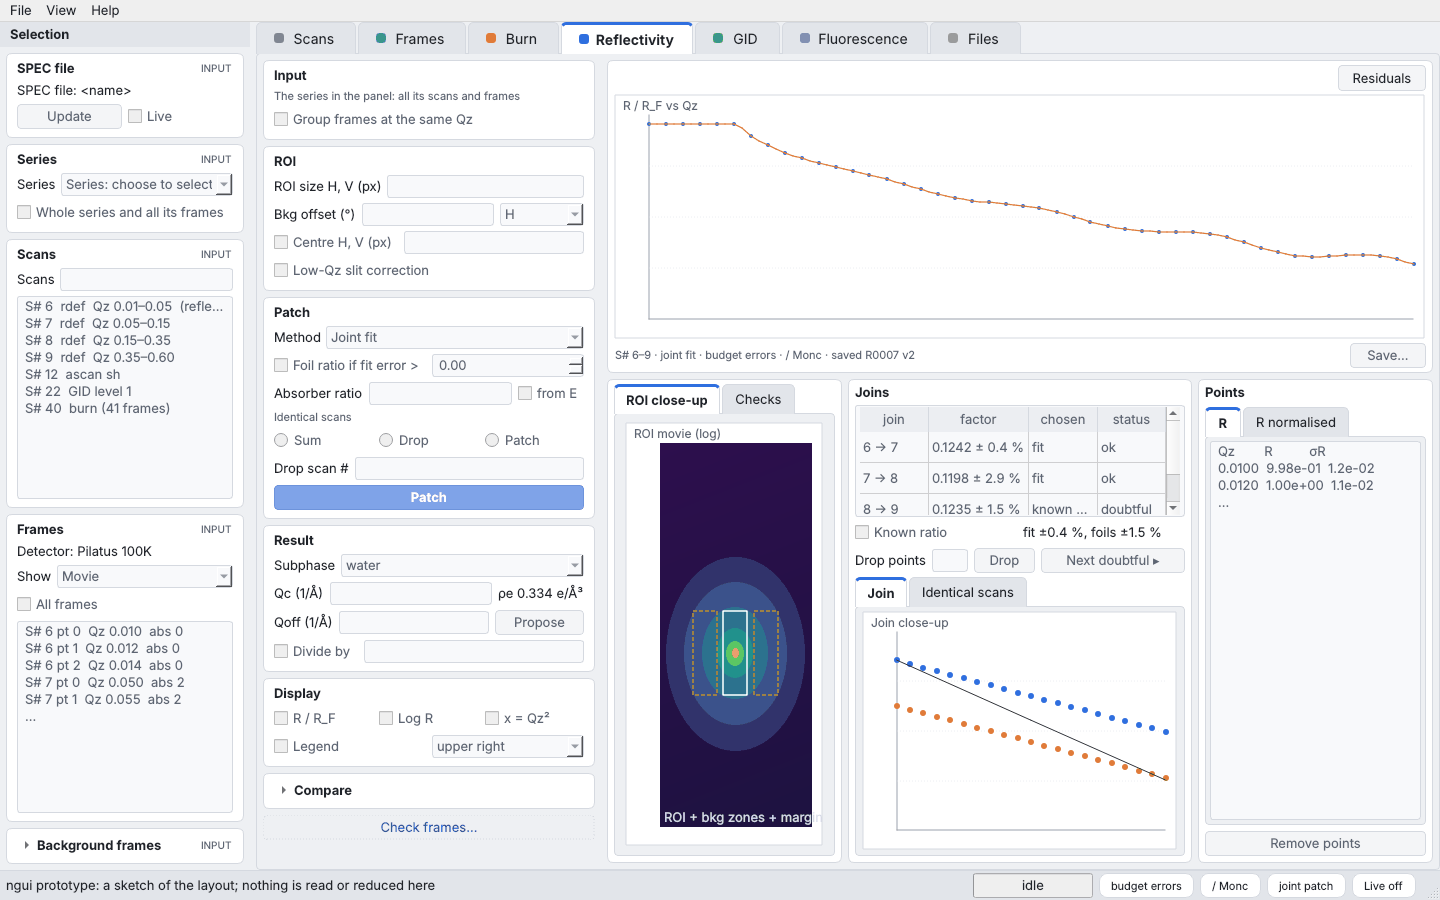 File View Help
Selection
Scans Frames Burn Reflectivity GID Fluorescence Files
SPEC file INPUT
SPEC file: <name>
Update Live
Series INPUT
Series Series: choose to select
Whole series and all its frames
Scans INPUT
Scans
S# 6 rdef Qz 0.01–0.05 (refle...
S# 7 rdef Qz 0.05–0.15
S# 8 rdef Qz 0.15–0.35
S# 9 rdef Qz 0.35–0.60
S# 12 ascan sh
S# 22 GID level 1
S# 40 burn (41 frames)
Frames INPUT
Detector: Pilatus 100K
Show Movie
All frames
S# 6 pt 0 Qz 0.010 abs 0
S# 6 pt 1 Qz 0.012 abs 0
S# 6 pt 2 Qz 0.014 abs 0
S# 7 pt 0 Qz 0.050 abs 2
S# 7 pt 1 Qz 0.055 abs 2
...
Background frames INPUT
Input
The series in the panel: all its scans and frames
Group frames at the same Qz
ROI
ROI size H, V (px)
Bkg offset (°) H
Centre H, V (px)
Low-Qz slit correction
Patch
Method Joint fit
Foil ratio if fit error > 0.00
Absorber ratio from E
Identical scans
Sum Drop Patch
Drop scan #
Patch
Result
Subphase water
Qc (1/Å) ρe 0.334 e/Å³
Qoff (1/Å) Propose
Divide by
Display
R / R_F Log R x = Qz²
Legend upper right
Compare
Check frames...
Residuals
R / R_F vs Qz
S# 6–9 · joint fit · budget errors · / Monc · saved R0007 v2
Save...
ROI close-up Checks
ROI movie (log)
ROI + bkg zones + margin
Joins
join factor chosen status
6 → 7 0.1242 ± 0.4 % fit ok
7 → 8 0.1198 ± 2.9 % fit ok
8 → 9 0.1235 ± 1.5 % known ... doubtful
Known ratio fit ±0.4 %, foils ±1.5 %
Drop points Drop Next doubtful ▸
Join Identical scans
Join close-up
Points
R R normalised
Qz R σR
0.0100 9.98e-01 1.2e-02
0.0120 1.00e+00 1.1e-02
...
Remove points
ngui prototype: a sketch of the layout; nothing is read or reduced here
idle budget errors / Monc joint patch Live off